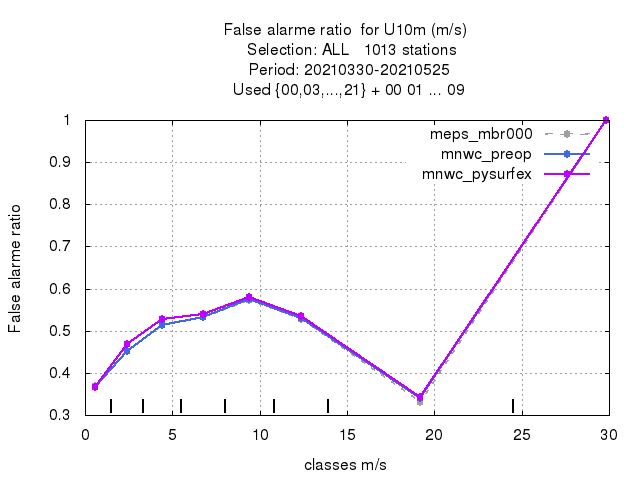 False alarme ratio  for U10m (m/s)
Selection: ALL   1013 stations
Period: 20210330-20210525
Used {00,03,...,21} + 00 01 ... 09
1
0.9
0.8
0.7
0.6
0.5
0.4
0.3
False alarme ratio
meps_mbr000
mnwc_preop
mnwc_pysurfex
0 5 10 15 20 25 30
classes m/s